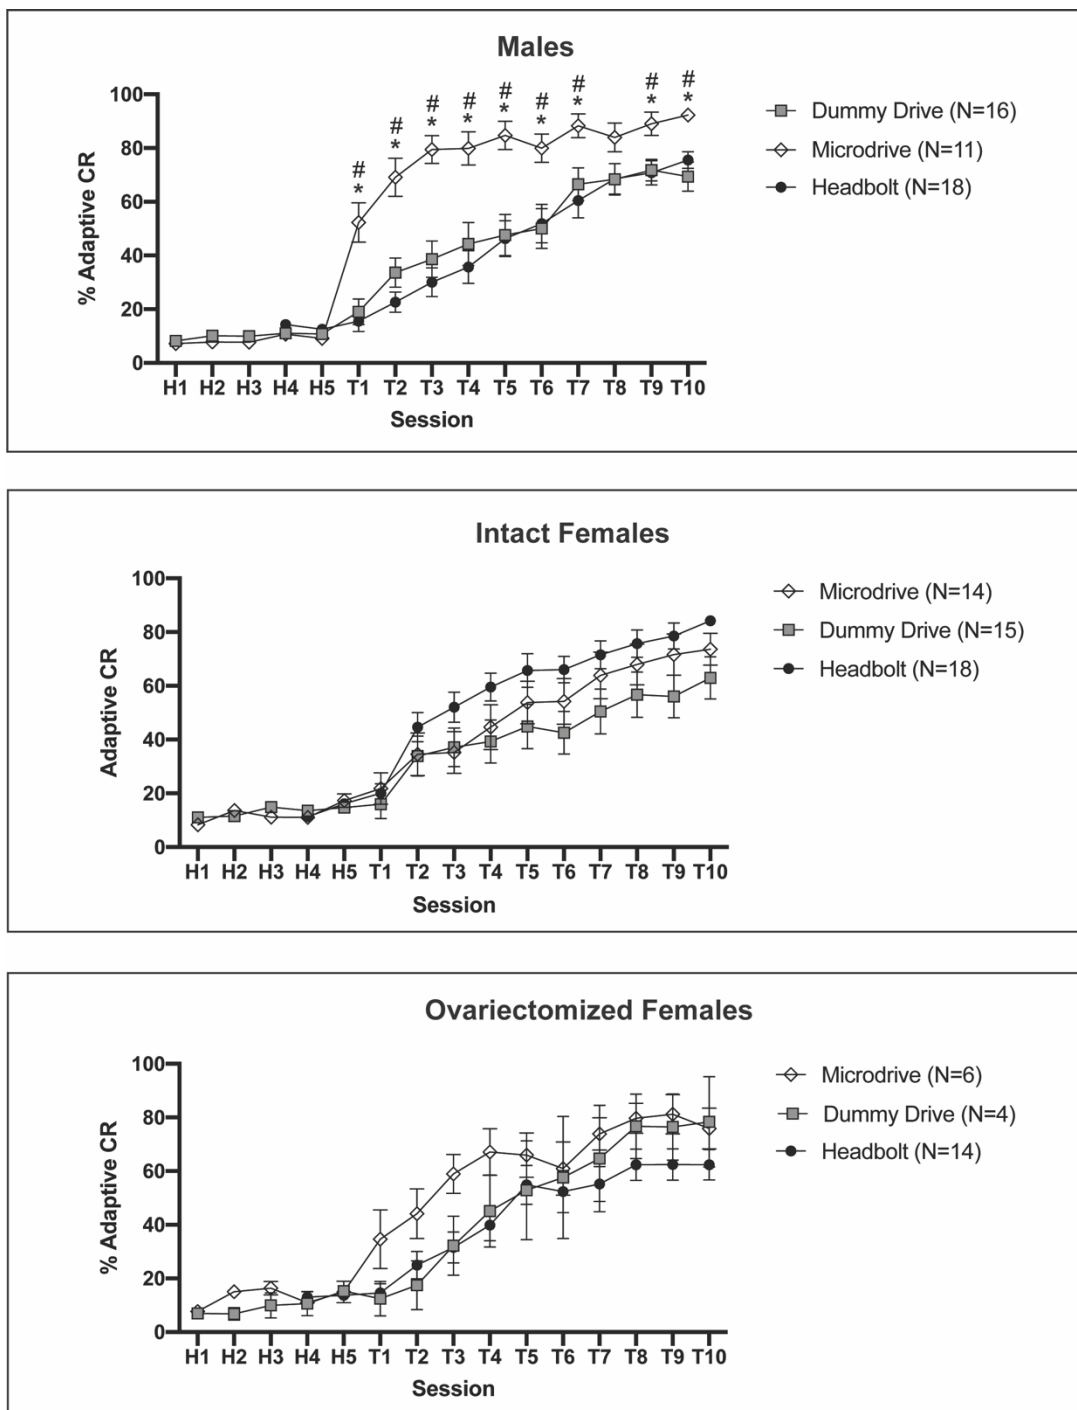 Males
# # # # # # # # #
* * * * * * * * *
100
80
60
40
20
0
% Adaptive CR
H1 H2 H3 H4 H5 T1 T2 T3 T4 T5 T6 T7 T8 T9 T10
Session
Dummy Drive (N=16)
Microdrive (N=11)
Headbolt (N=18)
Intact Females
100
80
60
40
20
0
Adaptive CR
H1 H2 H3 H4 H5 T1 T2 T3 T4 T5 T6 T7 T8 T9 T10
Session
Microdrive (N=14)
Dummy Drive (N=15)
Headbolt (N=18)
Ovariectomized Females
100
80
60
40
20
0
% Adaptive CR
H1 H2 H3 H4 H5 T1 T2 T3 T4 T5 T6 T7 T8 T9 T10
Session
Microdrive (N=6)
Dummy Drive (N=4)
Headbolt (N=14)